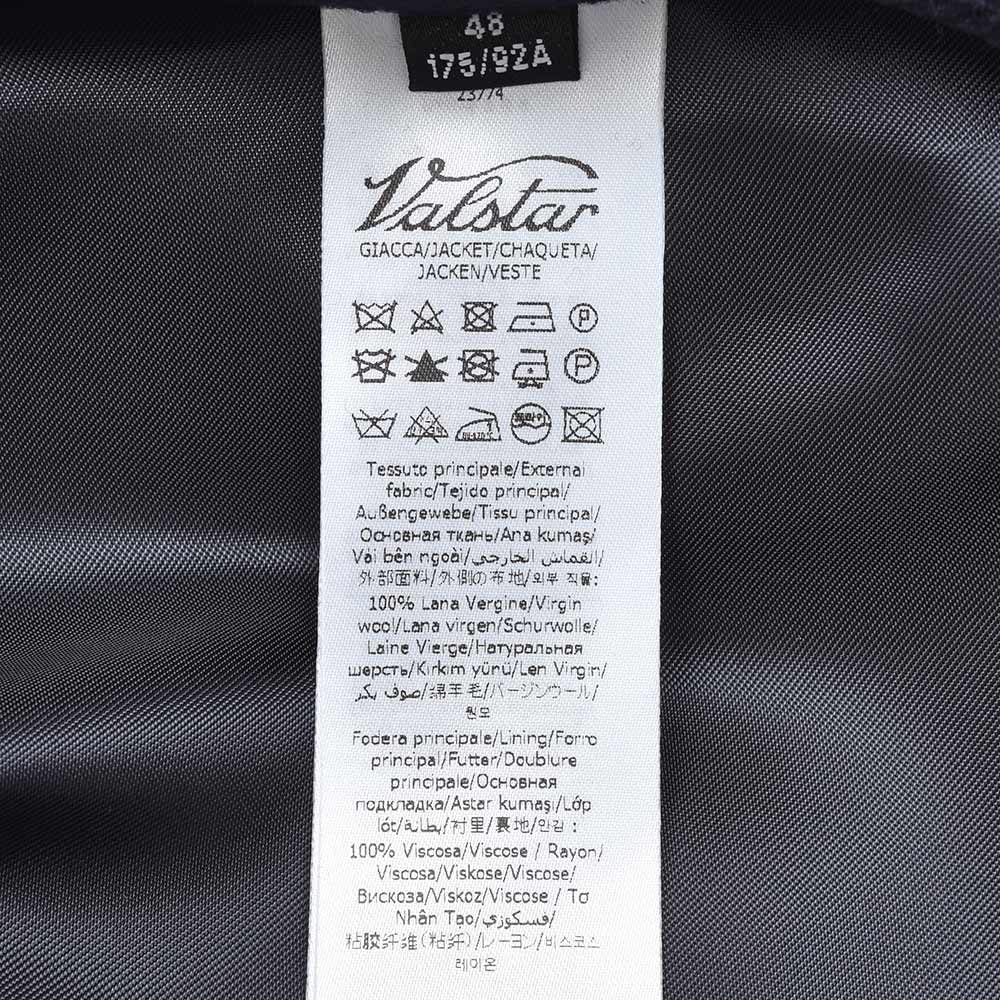 48
175/92A
23774
Valstar
GIACCA/JACKET/CHAQUETA/
JACKEN/VESTE
P
P
Tessuto principale/External
fabric/Tejido principal/
Außengewebe/Tissu principal/
Основная ткань/Ana kumaş/
Vải bên ngoài/القماش الخارجي/
外部面料/外側の布地/외부 직물:
100% Lana Vergine/Virgin
wool/Lana virgen/Schurwolle/
Laine Vierge/Натуральная
шерсть/Kırkım yünü/Len Virgin/
صوف بكر/绵羊毛/バージンウール/
원모
Fodera principale/Lining/Forro
principal/Futter/Doublure
principale/Основная
подкладка/Astar kumaşı/Lớp
lót/بطانة/衬里/裏地/안감 :
100% Viscosa/Viscose / Rayon/
Viscosa/Viskose/Viscose/
Вискоза/Viskoz/Viscose / Tơ
Nhân Tạo/فسكوزي/
粘胶纤维(粘纤)/レーヨン/비스코스
레이온